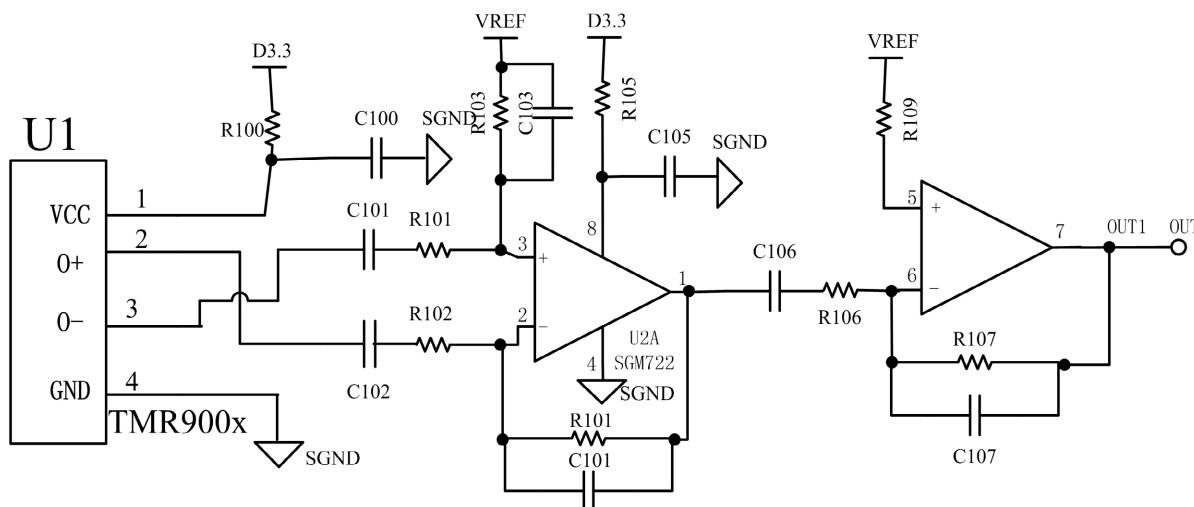 VREF
D3.3
VREF
D3.3
R103
C103
R105
R109
R100
C100
SGND
C105
SGND
U1
VCC
1
2
O+
3
O-
4
GND
TMR900x
SGND
C101
R101
3
+
8
1
2
−
4
U2A
SGM722
SGND
R102
C102
R101
C101
C106
R106
5
+
6
−
7
OUT1
OUT
R107
C107